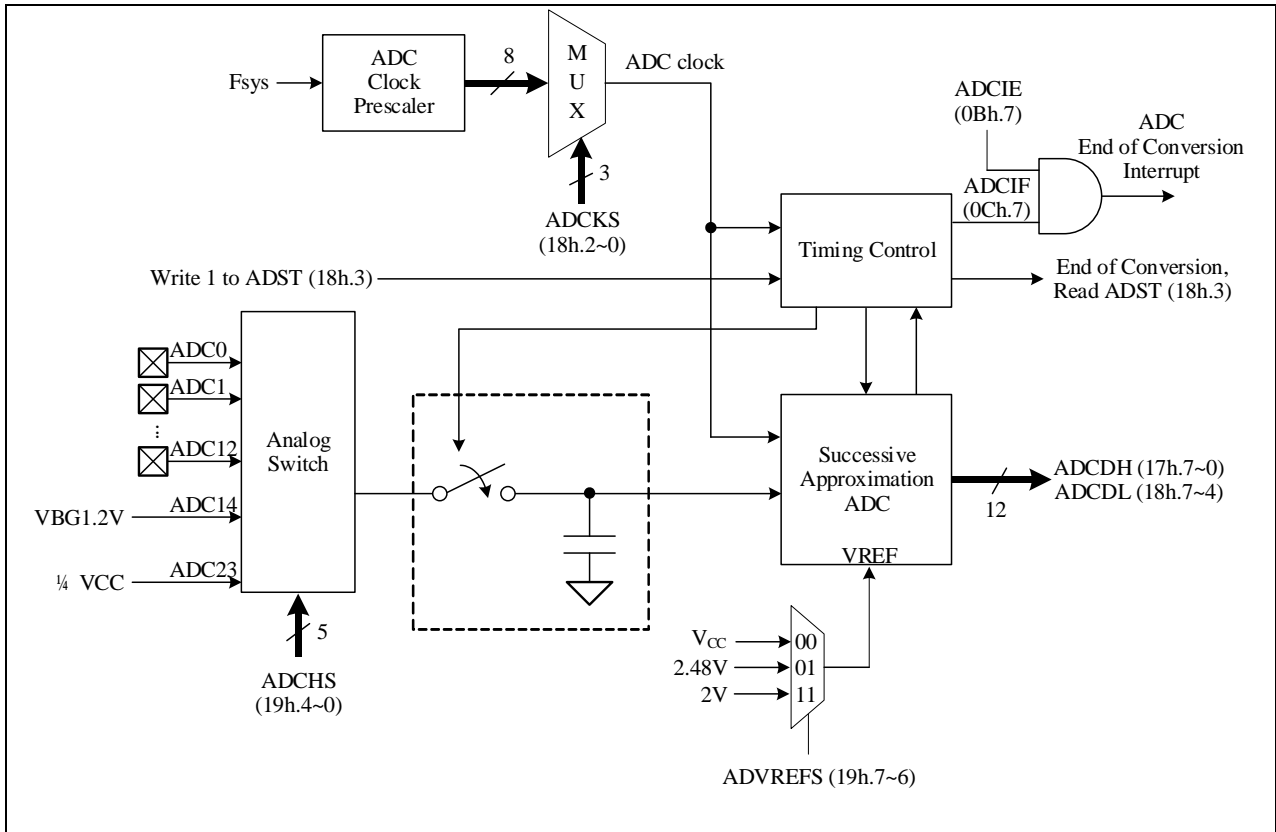 ADC
Clock
Prescaler
Fsys
8
M
U
X
ADC clock
3
ADCKS
(18h.2~0)
ADCIE
(0Bh.7)
ADC
End of Conversion
Interrupt
ADCIF
(0Ch.7)
Timing Control
Write 1 to ADST (18h.3)
End of Conversion,
Read ADST (18h.3)
ADC0
ADC1
...
ADC12
ADC14
VBG1.2V
ADC23
¼ VCC
Analog
Switch
5
ADCHS
(19h.4~0)
Successive
Approximation
ADC
VREF
12
ADCDH (17h.7~0)
ADCDL (18h.7~4)
VCC
00
2.48V
01
2V
11
ADVREFS (19h.7~6)